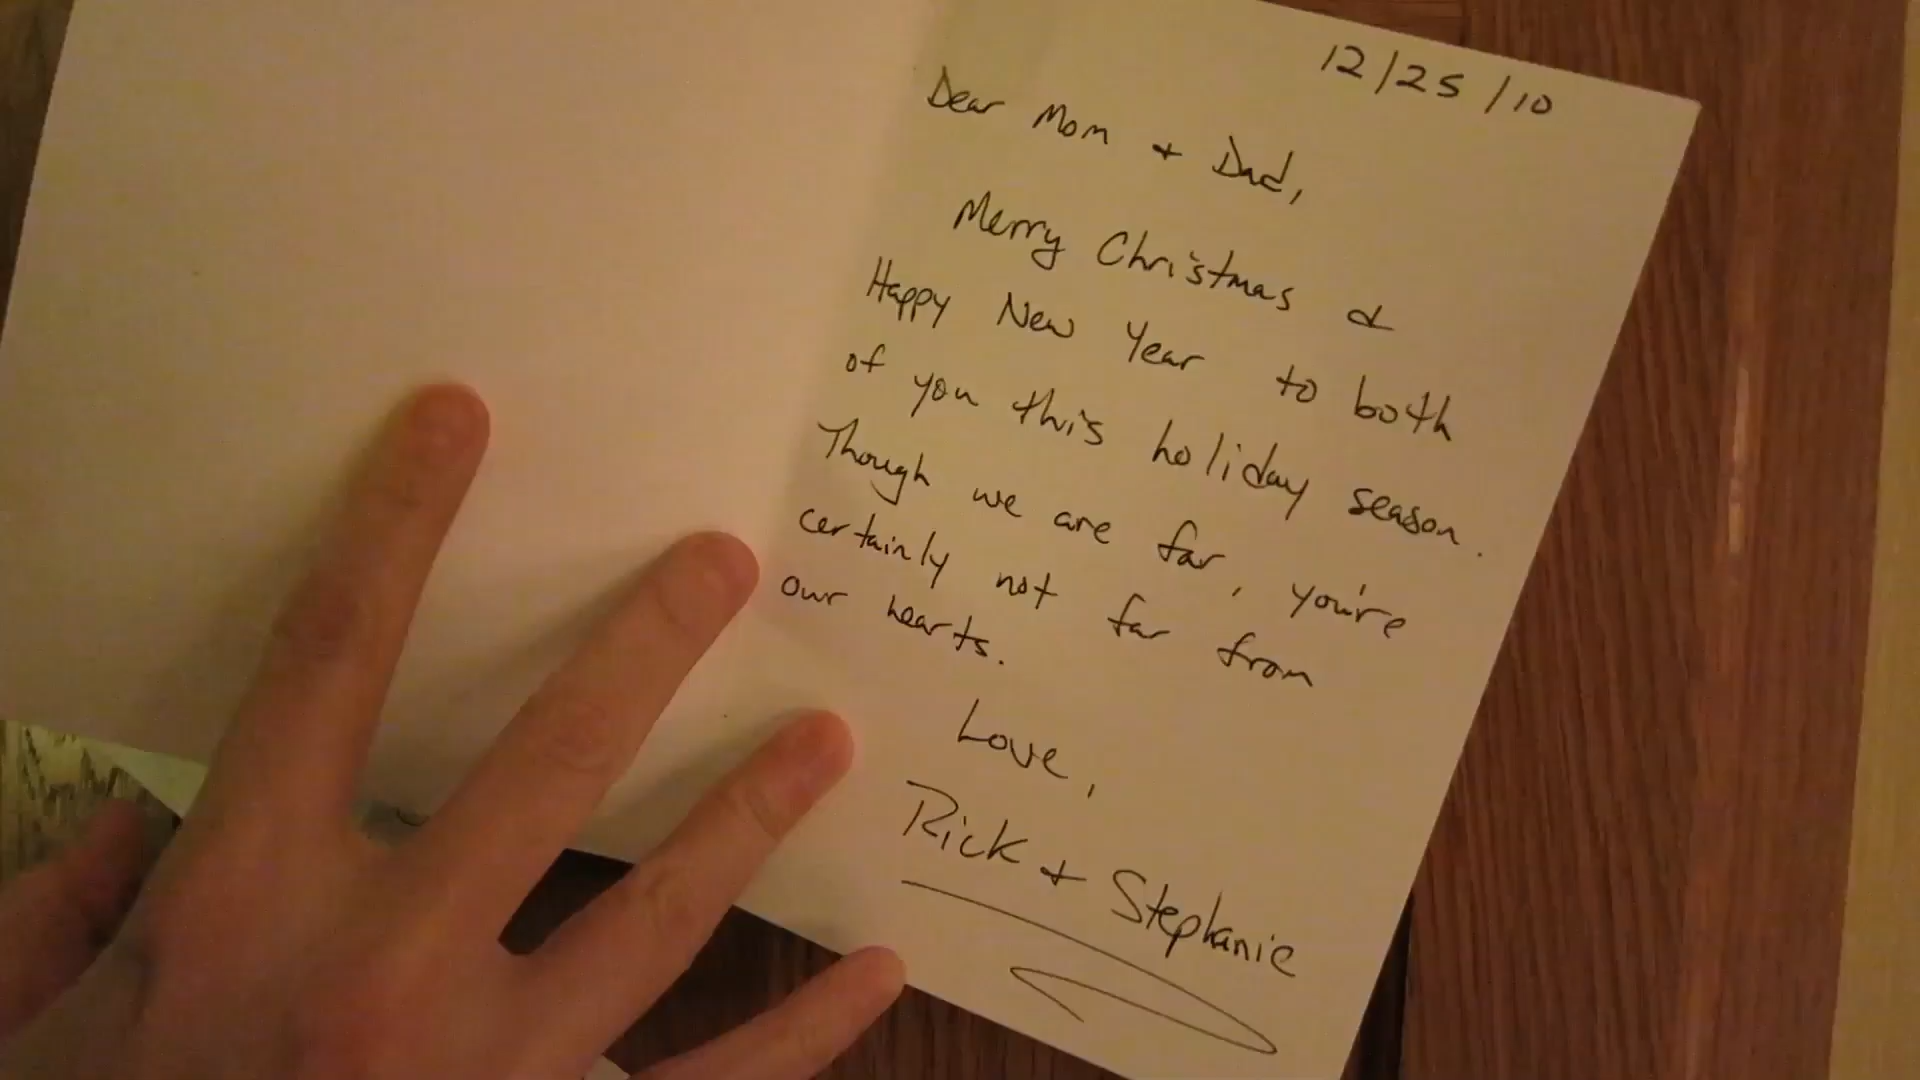 12/25/10
Dear Mom + Dad,
Merry Christmas &
Happy New Year to both
of you this holiday season.
Though we are far, you're
certainly not far from
our hearts.
Love,
Rick + Stephanie